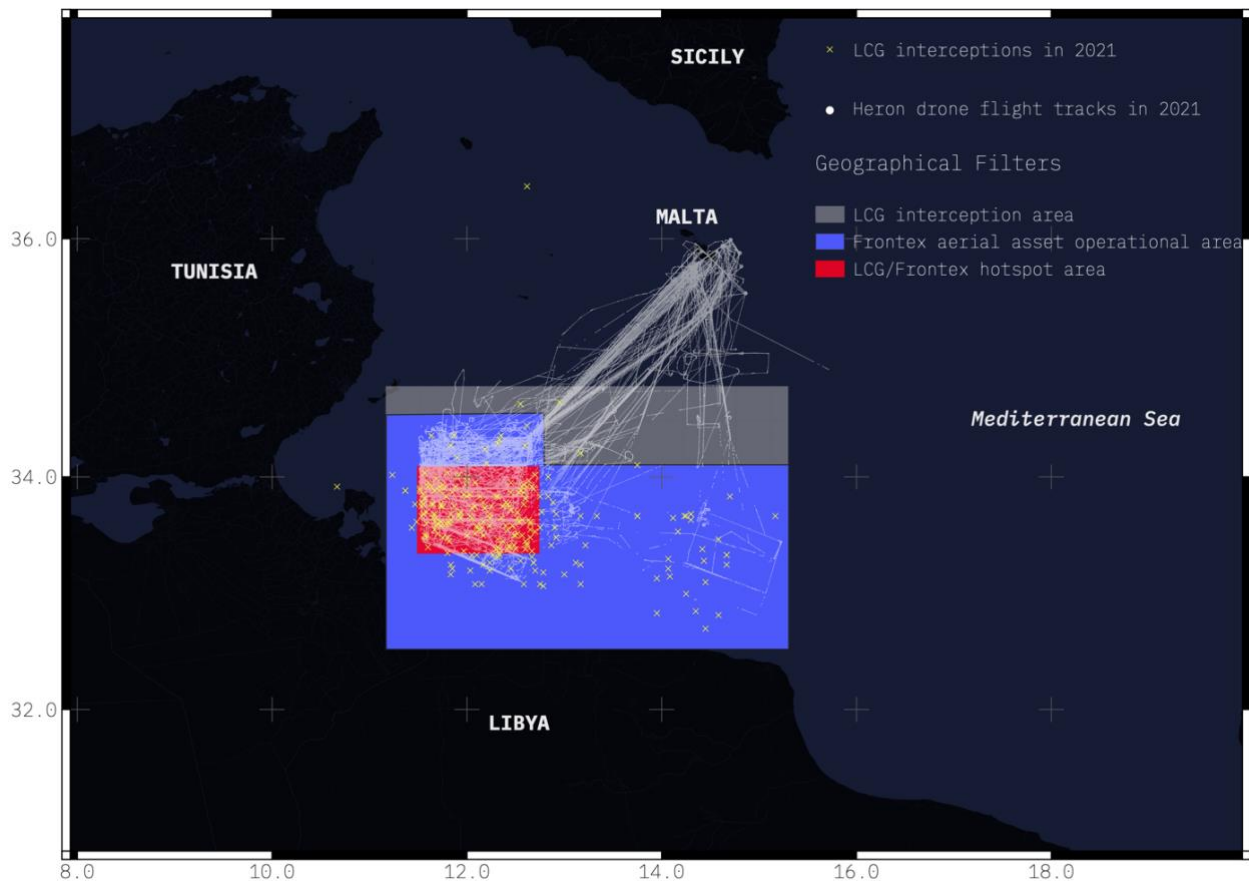 SICILY
LCG interceptions in 2021
Heron drone flight tracks in 2021
Geographical Filters
LCG interception area
Frontex aerial asset operational area
LCG/Frontex hotspot area
MALTA
36.0
TUNISIA
Mediterranean Sea
34.0
32.0
LIBYA
8.0 10.0 12.0 14.0 16.0 18.0